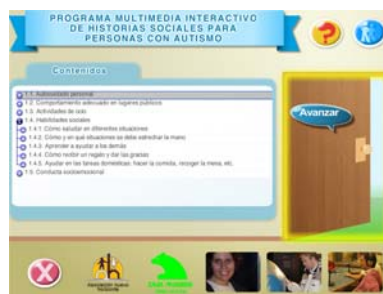 PROGRAMA MULTIMEDIA INTERACTIVO
DE HISTORIAS SOCIALES PARA
PERSONAS CON AUTISMO
Contenidos
1.1. Autocuidado personal
1.2. Comportamiento adecuado en lugares públicos
1.3. Actividades de ocio
1.4. Habilidades sociales
1.4.1. Cómo saludar en diferentes situaciones
1.4.2. Cómo y en qué situaciones se debe estrechar la mano
1.4.3. Aprender a ayudar a los demás
1.4.4. Cómo recibir un regalo y dar las gracias
1.4.5. Ayudar en las tareas domésticas: hacer la comida, recoger la mesa, etc.
1.5. Conducta socioemocional
Avanzar